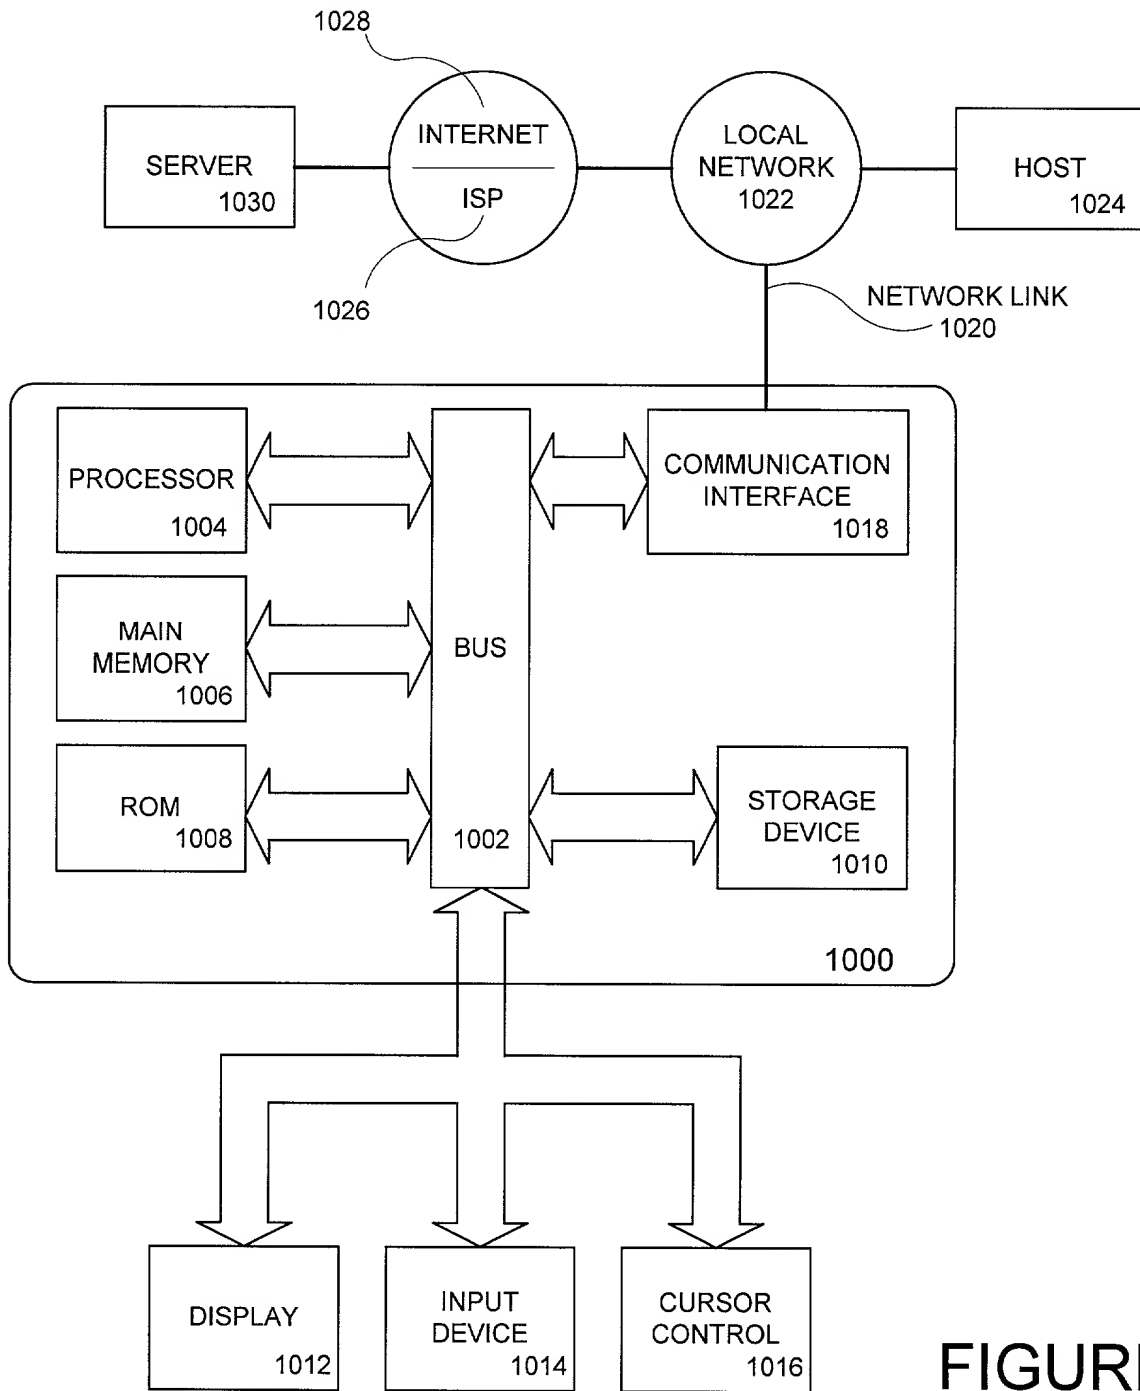 1028
SERVER
1030
INTERNET
ISP
LOCAL
NETWORK
1022
HOST
1024
1026
NETWORK LINK
1020
PROCESSOR
1004
BUS
1002
COMMUNICATION
INTERFACE
1018
MAIN
MEMORY
1006
ROM
1008
STORAGE
DEVICE
1010
1000
DISPLAY
1012
INPUT
DEVICE
1014
CURSOR
CONTROL
1016